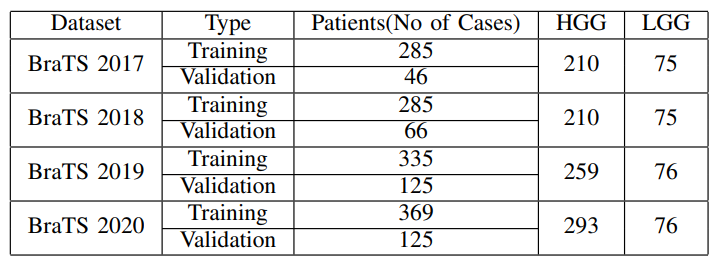 Dataset Type Patients(No of Cases) HGG LGG
BraTS 2017 Training 285 210 75
Validation 46
BraTS 2018 Training 285 210 75
Validation 66
BraTS 2019 Training 335 259 76
Validation 125
BraTS 2020 Training 369 293 76
Validation 125